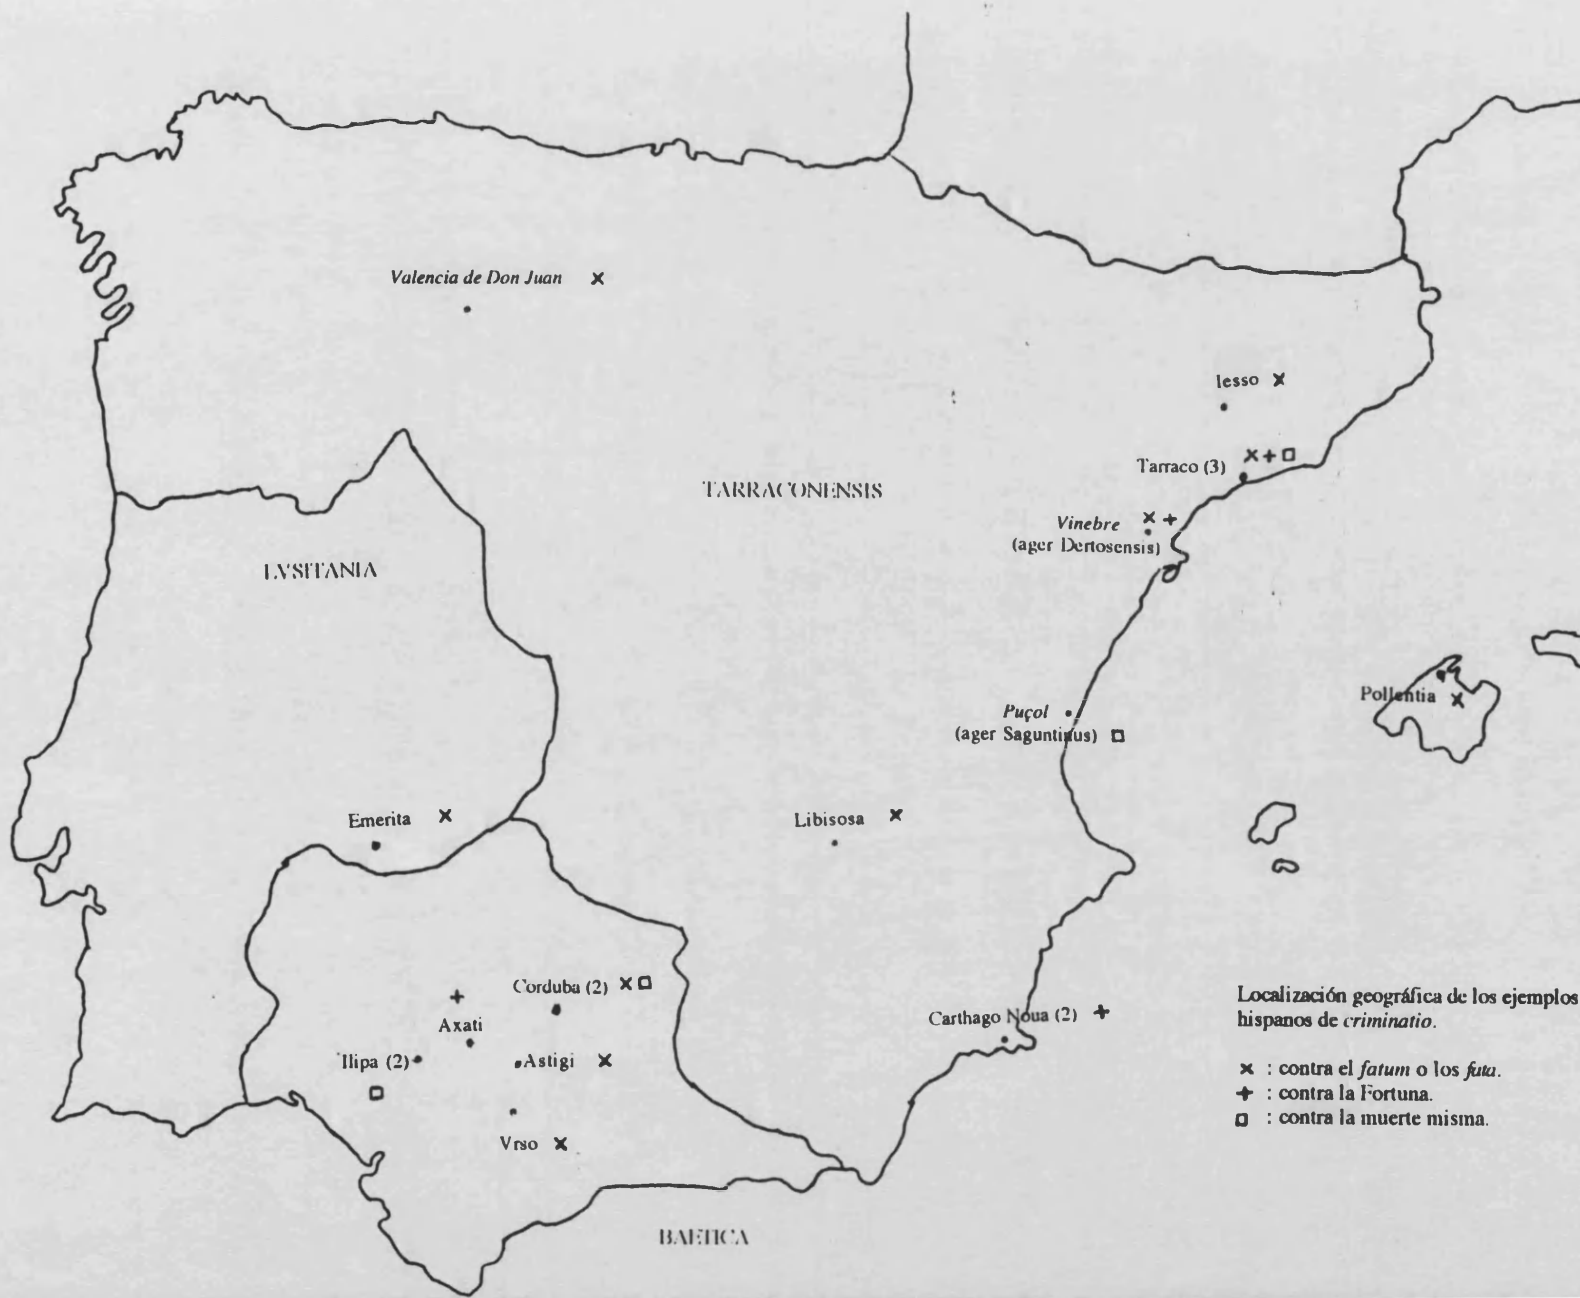 Valencia de Don Juan ×
Iesso ×
Tarraco (3) × + □
TARRACONENSIS
Vinebre × +
(ager Dertosensis)
LVSITANIA
Pollentia ×
Puçol
(ager Saguntinus) □
Emerita ×
Libisosa ×
Corduba (2) × □
+
Axati
Carthago Noua (2) +
Ilipa (2)
Astigi ×
□
Vrso ×
BAETICA
Localización geográfica de los ejemplos
hispanos de criminatio.
× : contra el fatum o los fata.
+ : contra la Fortuna.
□ : contra la muerte misma.